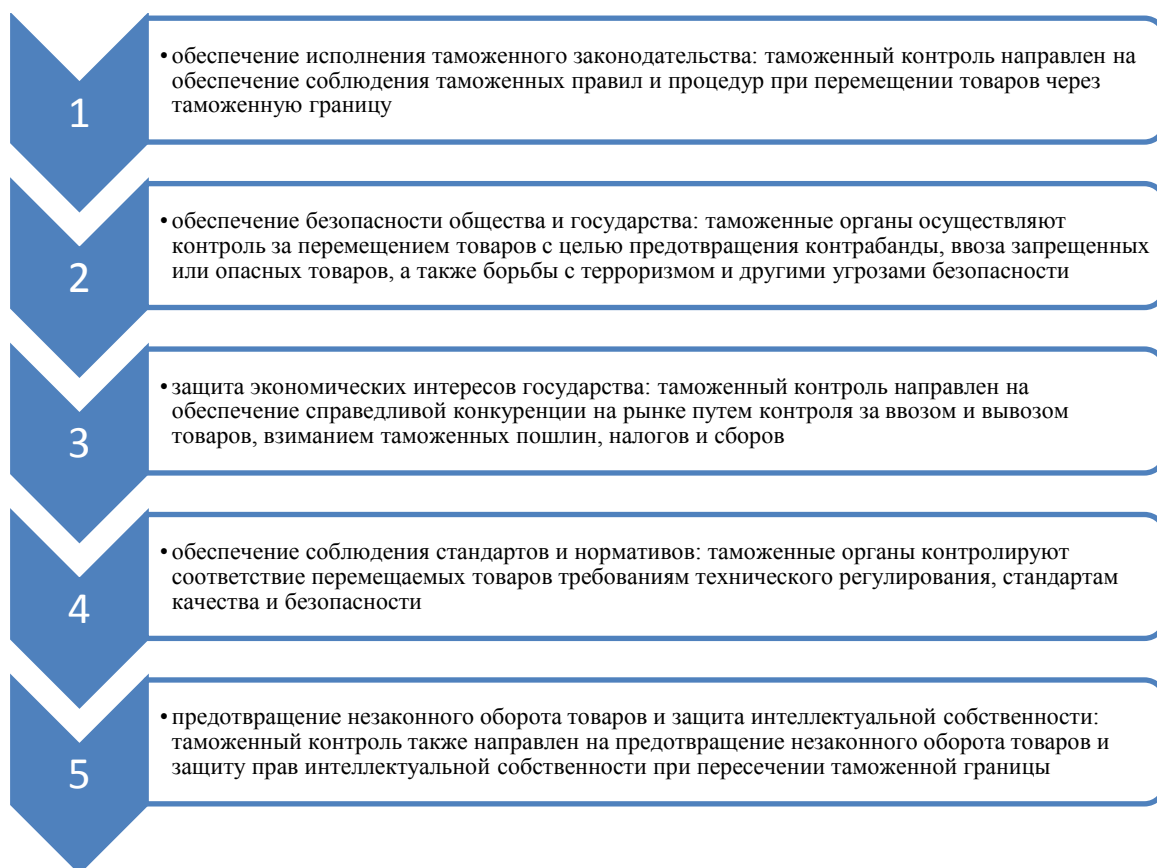 1
• обеспечение исполнения таможенного законодательства: таможенный контроль направлен на
обеспечение соблюдения таможенных правил и процедур при перемещении товаров через
таможенную границу
2
• обеспечение безопасности общества и государства: таможенные органы осуществляют
контроль за перемещением товаров с целью предотвращения контрабанды, ввоза запрещенных
или опасных товаров, а также борьбы с терроризмом и другими угрозами безопасности
3
• защита экономических интересов государства: таможенный контроль направлен на
обеспечение справедливой конкуренции на рынке путем контроля за ввозом и вывозом
товаров, взиманием таможенных пошлин, налогов и сборов
4
• обеспечение соблюдения стандартов и нормативов: таможенные органы контролируют
соответствие перемещаемых товаров требованиям технического регулирования, стандартам
качества и безопасности
5
• предотвращение незаконного оборота товаров и защита интеллектуальной собственности:
таможенный контроль также направлен на предотвращение незаконного оборота товаров и
защиту прав интеллектуальной собственности при пересечении таможенной границы